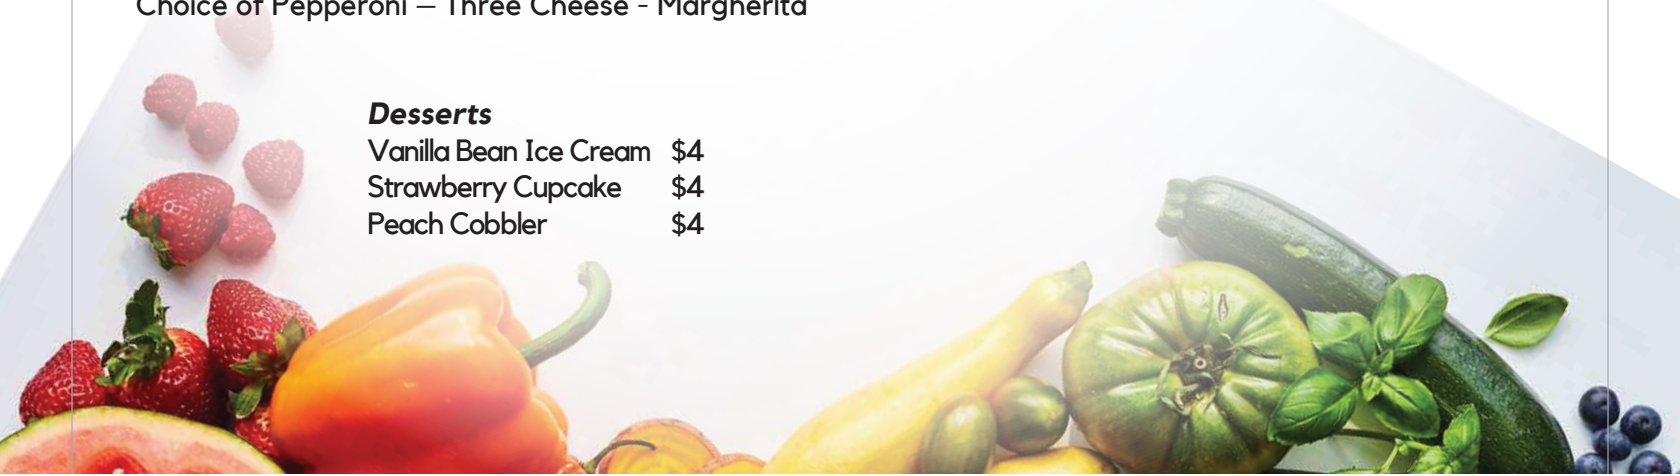 Choice of Pepperoni – Three Cheese - Margherita
Desserts
Vanilla Bean Ice Cream $4
Strawberry Cupcake $4
Peach Cobbler $4